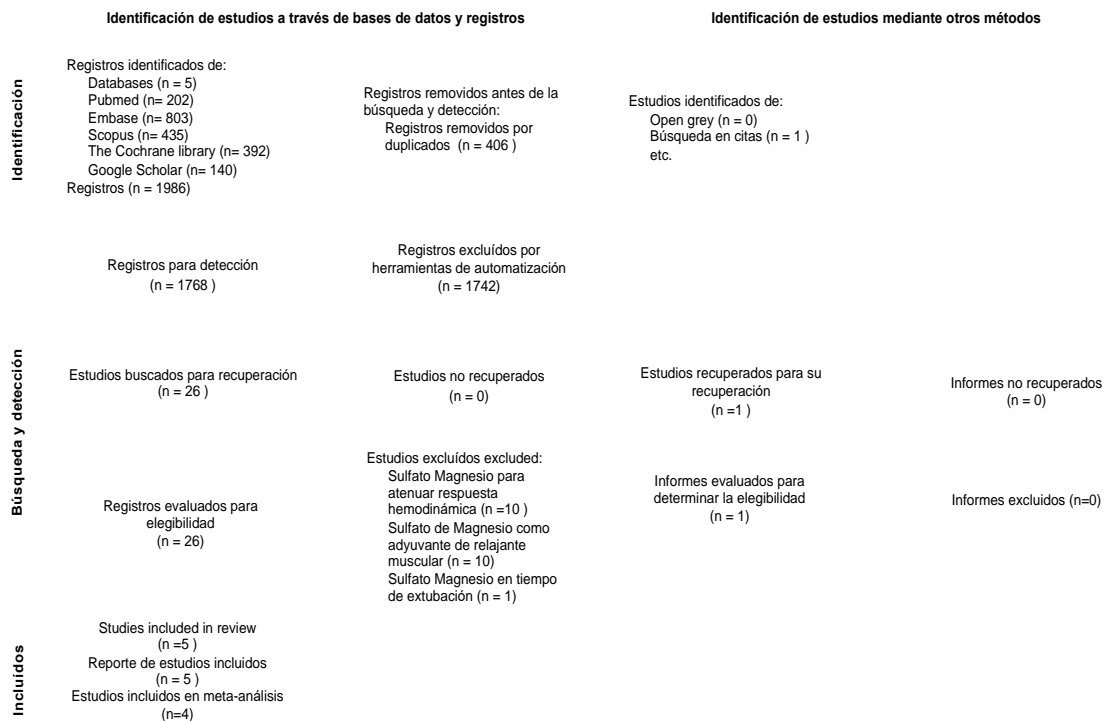 Identificación de estudios a través de bases de datos y registros
Identificación de estudios mediante otros métodos
Identificación
Registros identificados de:
Databases (n = 5)
Pubmed (n= 202)
Embase (n= 803)
Scopus (n= 435)
The Cochrane library (n= 392)
Google Scholar (n= 140)
Registros (n = 1986)
Registros removidos antes de la
búsqueda y detección:
Registros removidos por
duplicados (n = 406 )
Estudios identificados de:
Open grey (n = 0)
Búsqueda en citas (n = 1 )
etc.
Búsqueda y detección
Registros para detección
(n = 1768 )
Registros excluídos por
herramientas de automatización
(n = 1742)
Estudios buscados para recuperación
(n = 26 )
Estudios no recuperados
(n = 0)
Estudios recuperados para su
recuperación
(n =1 )
Informes no recuperados
(n = 0)
Registros evaluados para
elegibilidad
(n = 26)
Estudios excluídos excluded:
Sulfato Magnesio para
atenuar respuesta
hemodinámica (n =10 )
Sulfato de Magnesio como
adyuvante de relajante
muscular (n = 10)
Sulfato Magnesio en tiempo
de extubación (n = 1)
Informes evaluados para
determinar la elegibilidad
(n = 1)
Informes excluidos (n=0)
Incluídos
Studies included in review
(n =5 )
Reporte de estudios incluidos
(n = 5 )
Estudios incluidos en meta-análisis
(n=4)